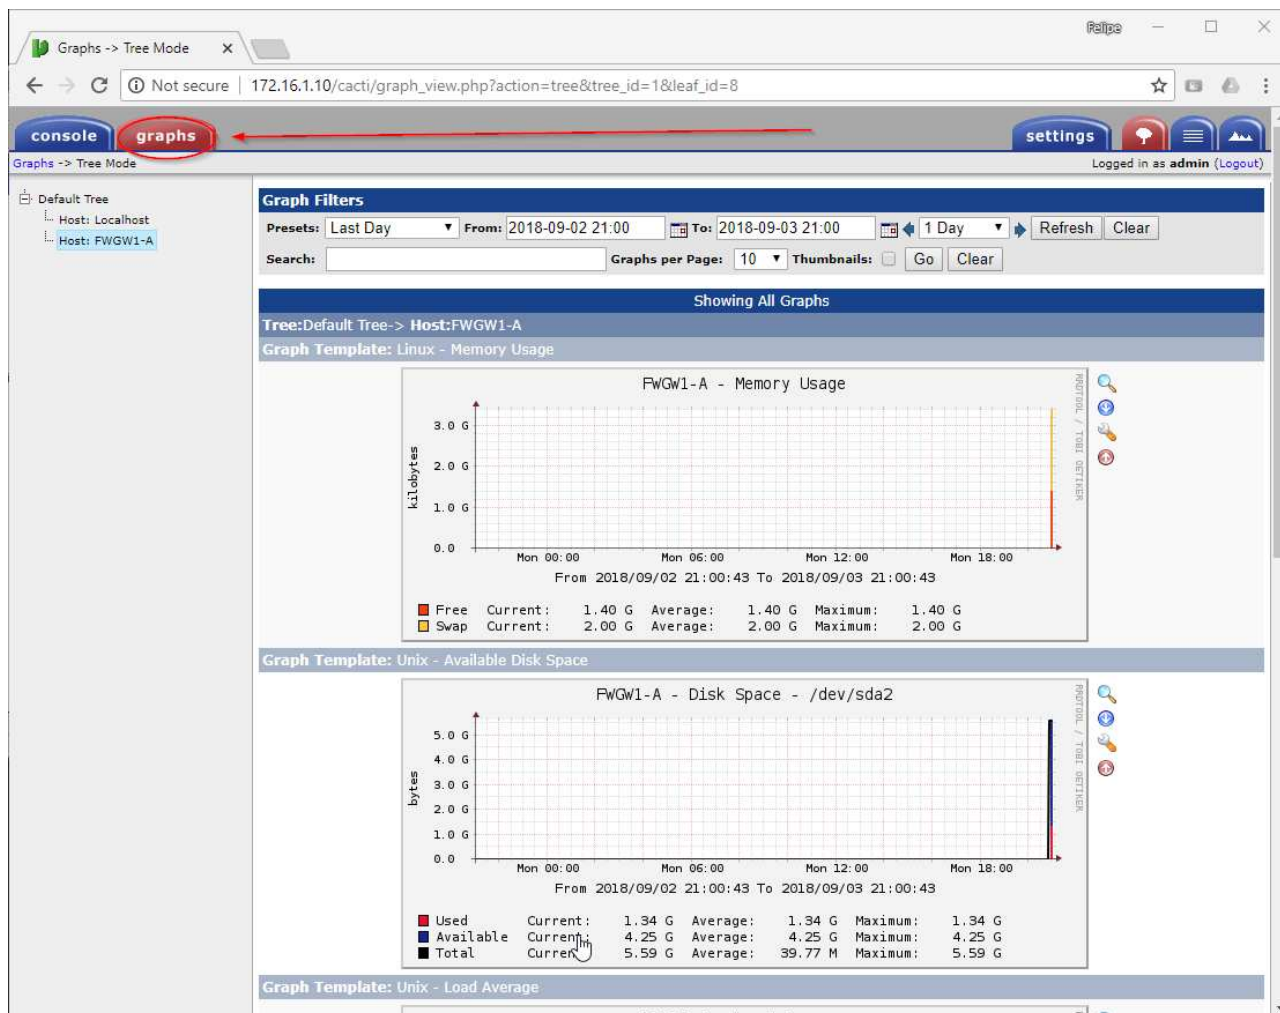 Graphs -> Tree Mode
Felipe
Not secure | 172.16.1.10/cacti/graph_view.php?action=tree&tree_id=1&leaf_id=8
console graphs settings
Graphs -> Tree Mode Logged in as admin (Logout)
Default Tree
Host: Localhost
Host: FWGW1-A
Graph Filters
Presets: Last Day From: 2018-09-02 21:00 To: 2018-09-03 21:00 1 Day Refresh Clear
Search: Graphs per Page: 10 Thumbnails: Go Clear
Showing All Graphs
Tree:Default Tree-> Host:FWGW1-A
Graph Template: Linux - Memory Usage
FWGW1-A - Memory Usage
RRDTOOL / TOBI OETIKER
kilobytes
3.0 G
2.0 G
1.0 G
0.0
Mon 00:00 Mon 06:00 Mon 12:00 Mon 18:00
From 2018/09/02 21:00:43 To 2018/09/03 21:00:43
Free Current: 1.40 G Average: 1.40 G Maximum: 1.40 G
Swap Current: 2.00 G Average: 2.00 G Maximum: 2.00 G
Graph Template: Unix - Available Disk Space
FWGW1-A - Disk Space - /dev/sda2
RRDTOOL / TOBI OETIKER
bytes
5.0 G
4.0 G
3.0 G
2.0 G
1.0 G
0.0
Mon 00:00 Mon 06:00 Mon 12:00 Mon 18:00
From 2018/09/02 21:00:43 To 2018/09/03 21:00:43
Used Current: 1.34 G Average: 1.34 G Maximum: 1.34 G
Available Current: 4.25 G Average: 4.25 G Maximum: 4.25 G
Total Current: 5.59 G Average: 39.77 M Maximum: 5.59 G
Graph Template: Unix - Load Average